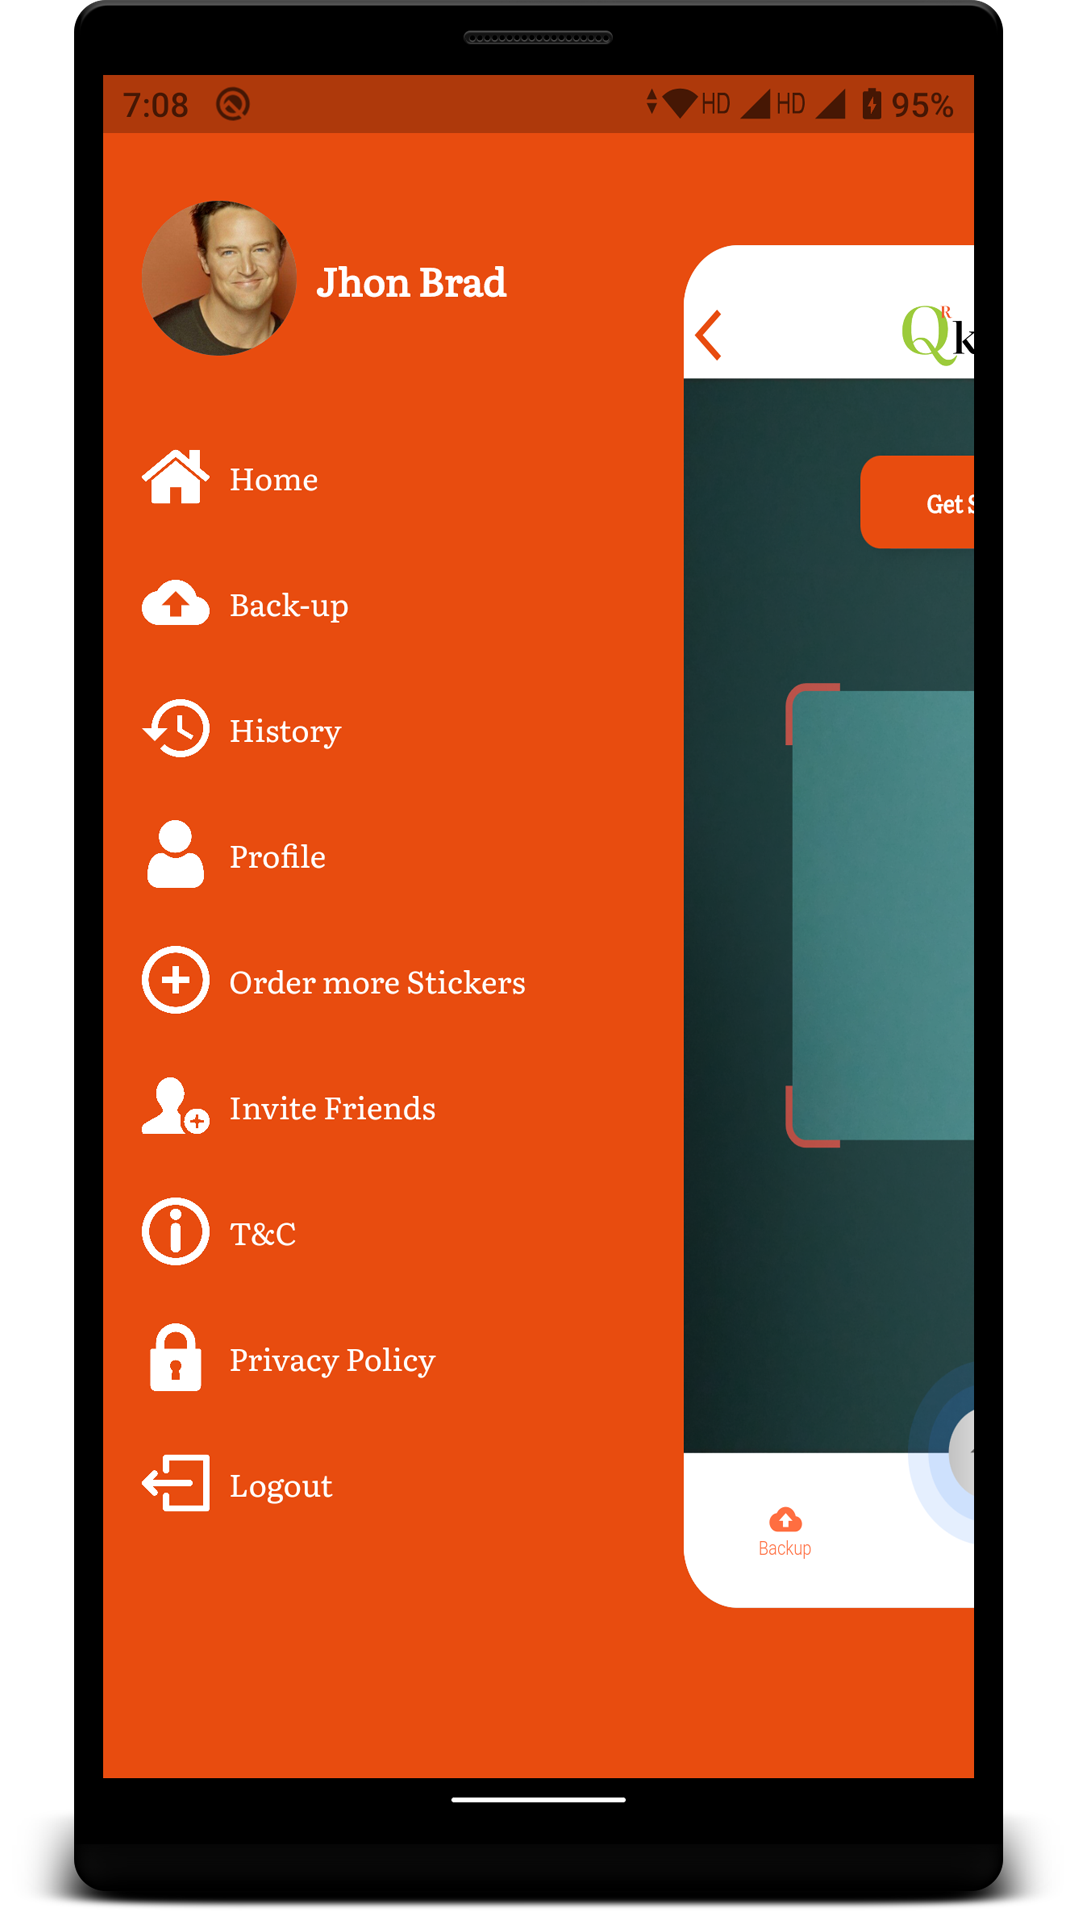 7:08 HD HD 95%
Jhon Brad
QRk
Get S
Home
Back-up
History
Profile
Order more Stickers
Invite Friends
T&C
Privacy Policy
Logout
Backup